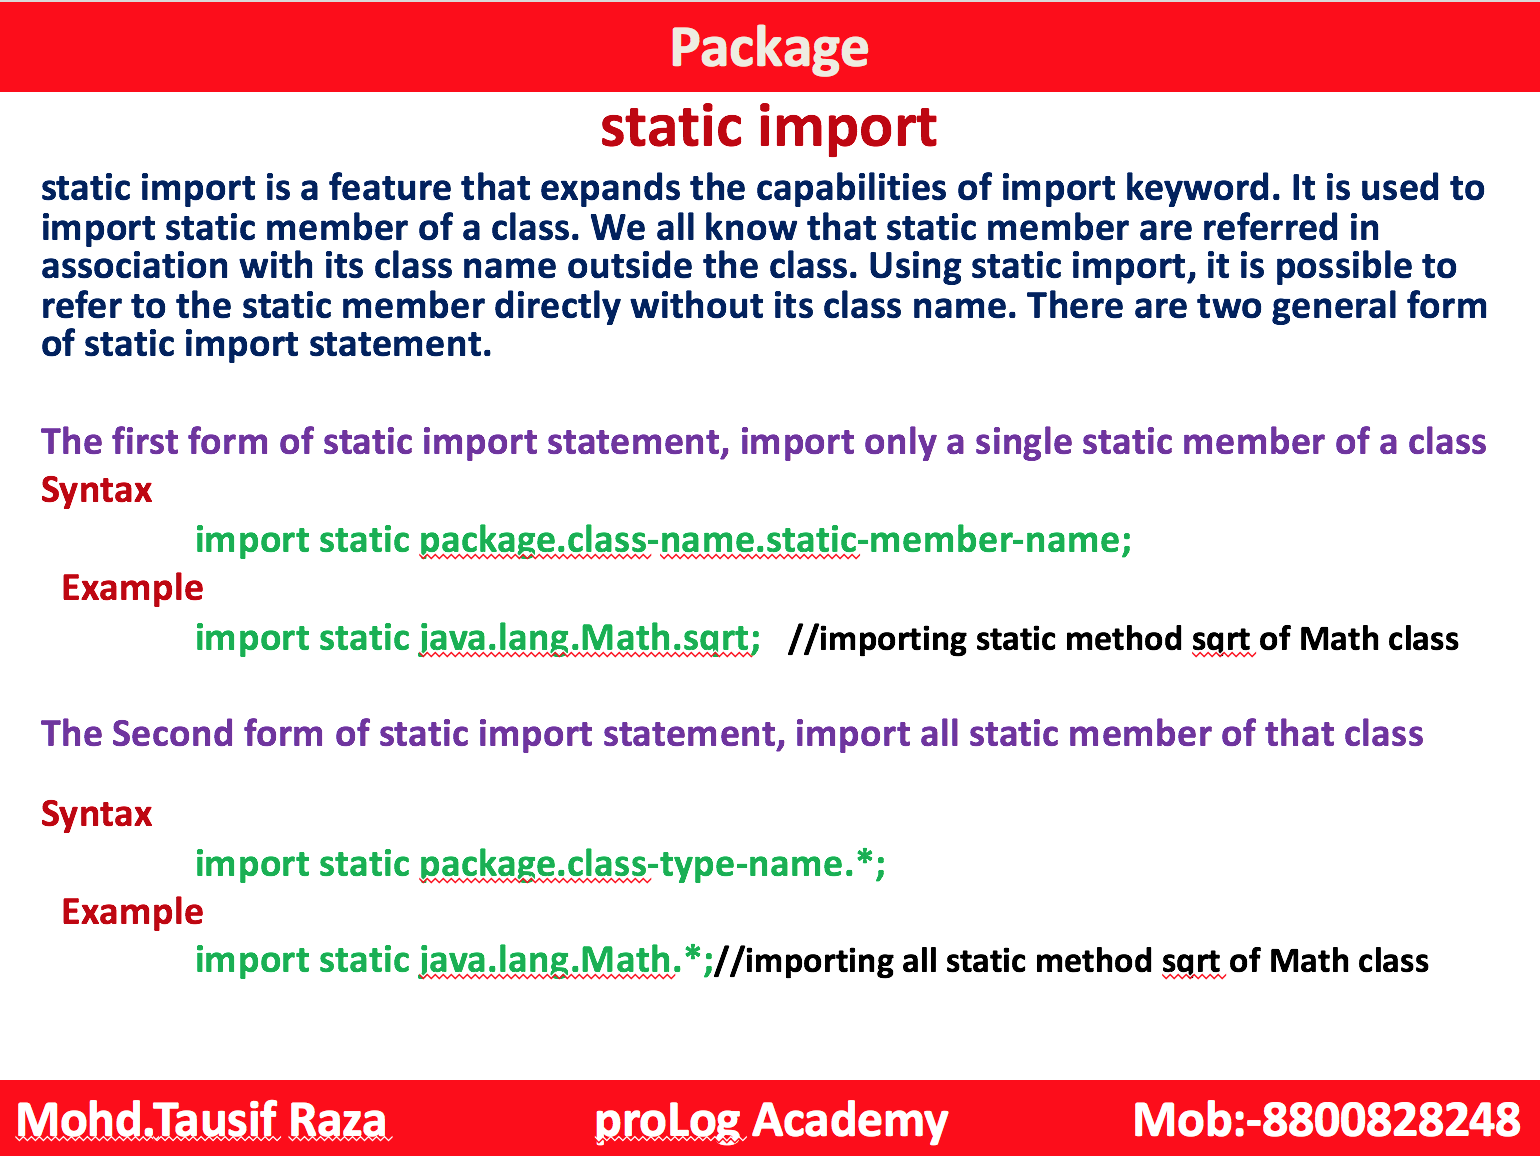 Package
static import
static import is a feature that expands the capabilities of import keyword. It is used to
import static member of a class. We all know that static member are referred in
association with its class name outside the class. Using static import, it is possible to
refer to the static member directly without its class name. There are two general form
of static import statement.
The first form of static import statement, import only a single static member of a class
Syntax
import static package.class-name.static-member-name;
Example
import static java.lang.Math.sqrt; //importing static method sqrt of Math class
The Second form of static import statement, import all static member of that class
Syntax
import static package.class-type-name.*;
Example
import static java.lang.Math.*;//importing all static method sqrt of Math class
Mohd.Tausif Raza proLog Academy Mob:-8800828248